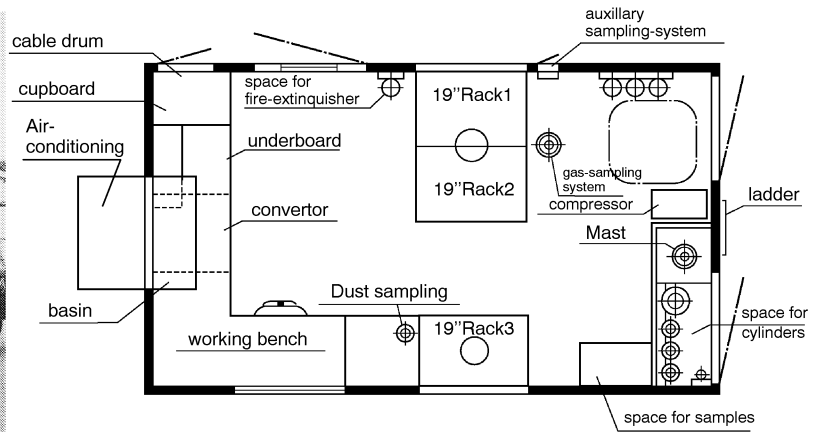 auxillary
sampling-system
cable drum
cupboard
space for
fire-extinquisher
19"Rack1
Air-
conditioning
underboard
gas-sampling
system
19"Rack2
compressor
ladder
convertor
Mast
Dust sampling
basin
space for
cylinders
working bench
19"Rack3
space for samples